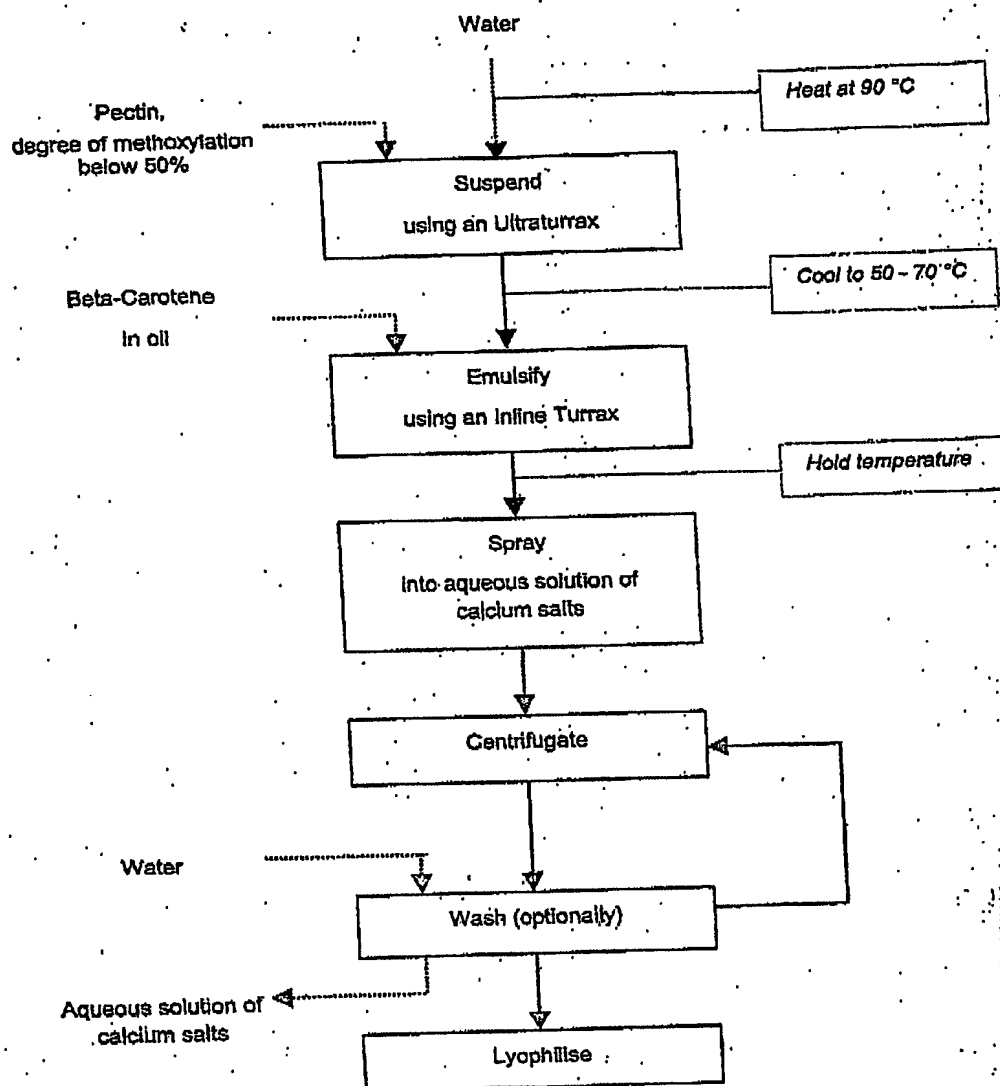 Water
Heat at 90 °C
Pectin,
degree of methoxylation
below 50%
Suspend
using an Ultraturrax
Cool to 50 - 70 °C
Beta-Carotene
in oil
Emulsify
using an Inline Turrax
Hold temperature
Spray
into aqueous solution of
calcium salts
Centrifugate
Water
Wash (optionally)
Aqueous solution of
calcium salts
Lyophilise